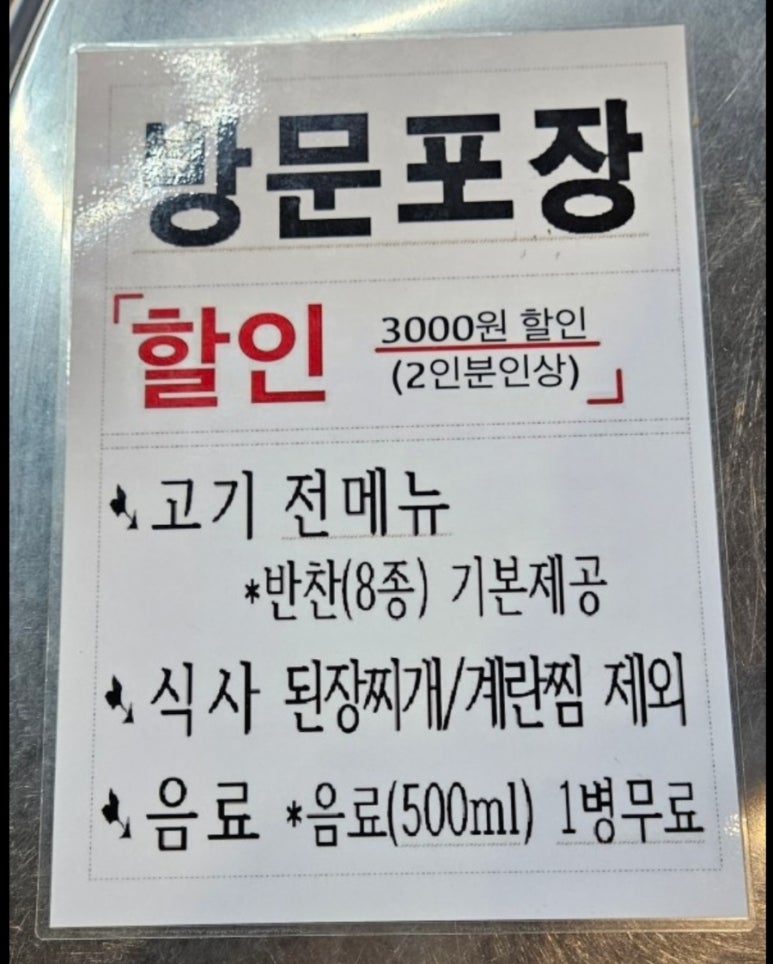 방문포장
「할인 3000원 할인
(2인분인상)」
고기 전메뉴
*반찬(8종) 기본제공
식사 된장찌개/계란찜 제외
음료 *음료(500ml) 1병무료